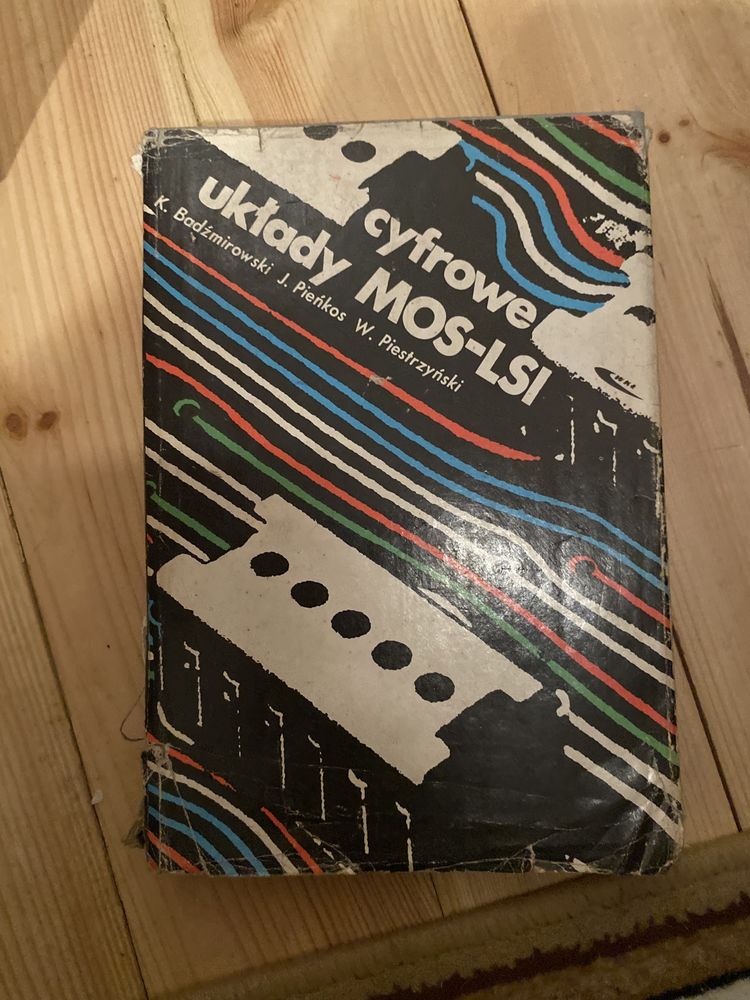 cyfrowe
układy MOS-LSI
K. Badźmirowski J. Pieńkos W. Piestrzyński